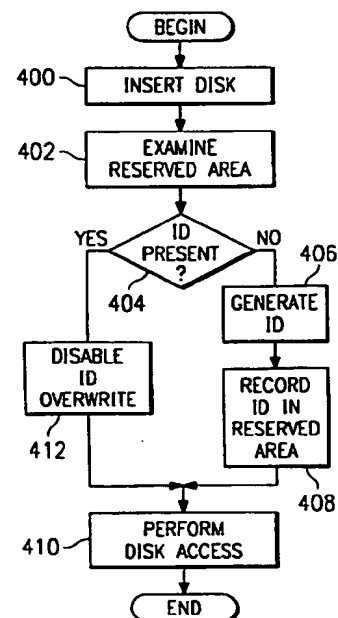 BEGIN
400
INSERT DISK
402
EXAMINE
RESERVED AREA
YES
ID
PRESENT
?
NO
404
406
GENERATE
ID
DISABLE
ID
OVERWRITE
412
RECORD
ID IN
RESERVED
AREA
408
410
PERFORM
DISK ACCESS
END